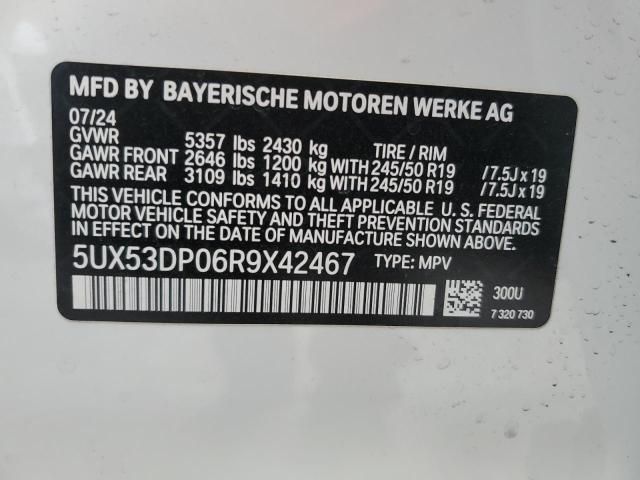 MFD BY BAYERISCHE MOTOREN WERKE AG
07/24
GVWR 5357 lbs 2430 kg TIRE / RIM
GAWR FRONT 2646 lbs 1200 kg WITH 245/50 R19 / 7.5J x 19
GAWR REAR 3109 lbs 1410 kg WITH 245/50 R19 / 7.5J x 19
THIS VEHICLE CONFORMS TO ALL APPLICABLE U. S. FEDERAL
MOTOR VEHICLE SAFETY AND THEFT PREVENTION STANDARDS
IN EFFECT ON THE DATE OF MANUFACTURE SHOWN ABOVE.
5UX53DP06R9X42467 TYPE: MPV
300U
7 320 730